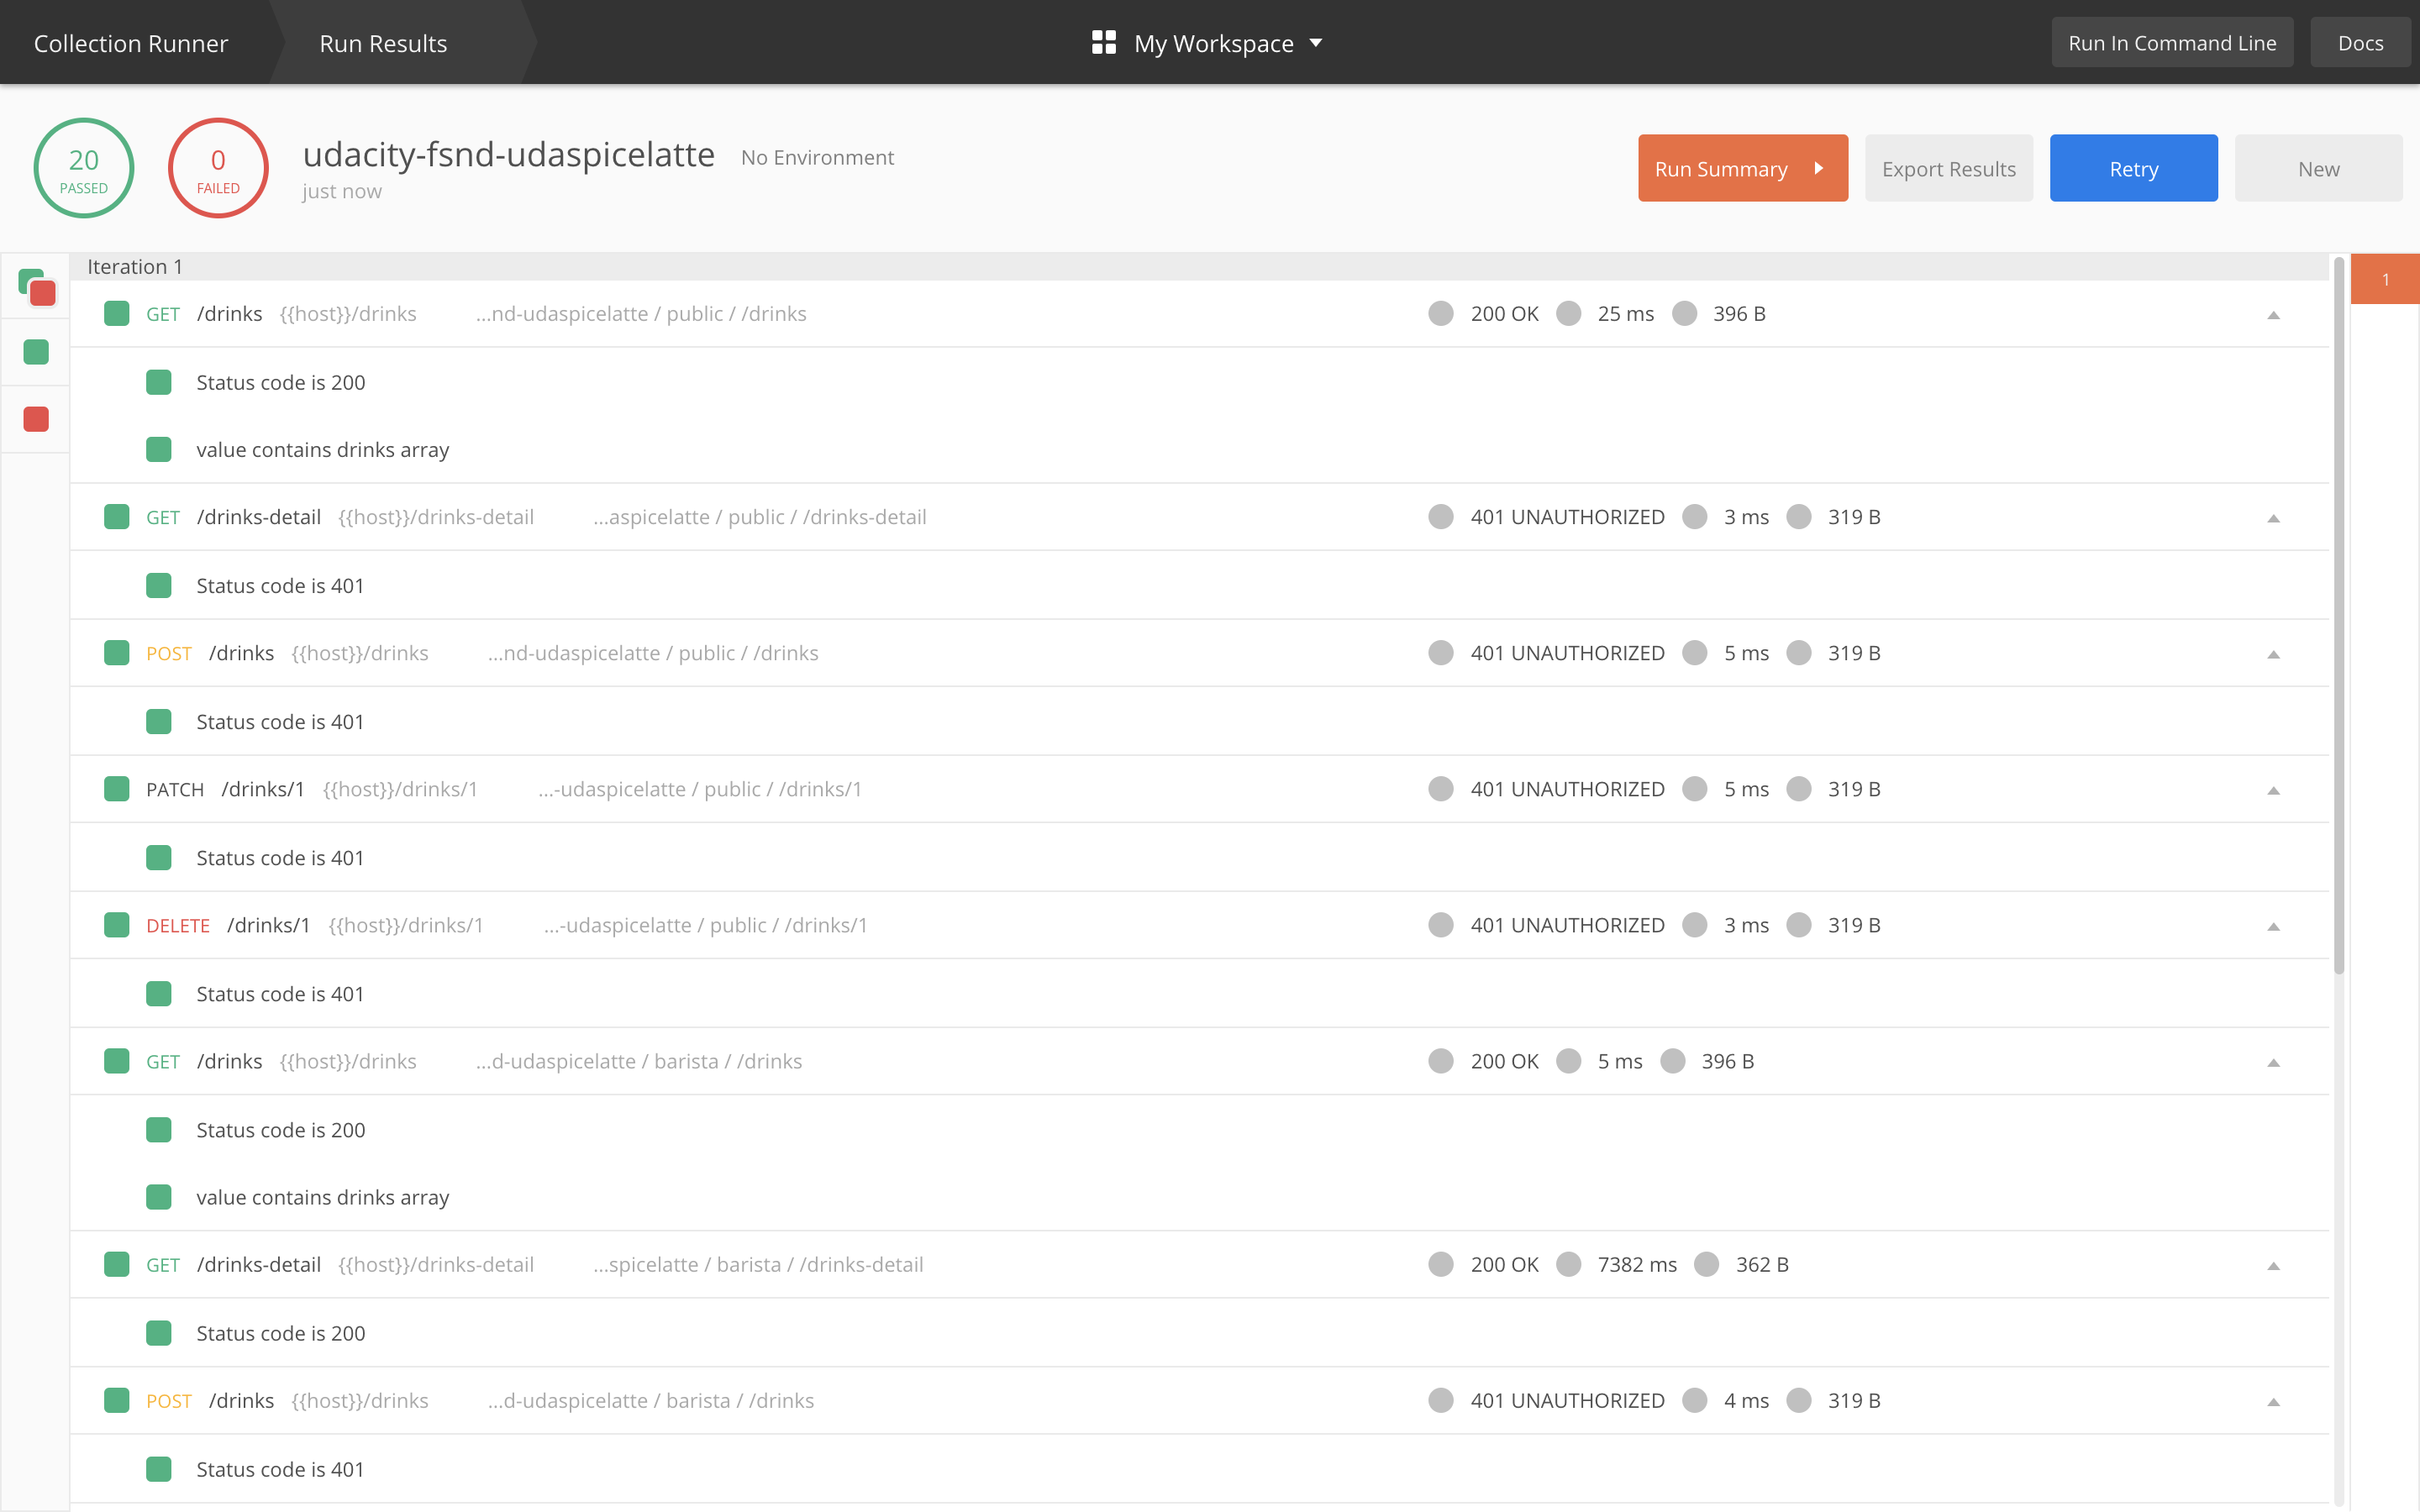 Collection Runner Run Results My Workspace Run In Command Line Docs
20 PASSED
0 FAILED
udacity-fsnd-udaspicelatte No Environment
just now
Run Summary Export Results Retry New
Iteration 1
1
GET /drinks {{host}}/drinks ...nd-udaspicelatte / public / /drinks 200 OK 25 ms 396 B
Status code is 200
value contains drinks array
GET /drinks-detail {{host}}/drinks-detail ...aspicelatte / public / /drinks-detail 401 UNAUTHORIZED 3 ms 319 B
Status code is 401
POST /drinks {{host}}/drinks ...nd-udaspicelatte / public / /drinks 401 UNAUTHORIZED 5 ms 319 B
Status code is 401
PATCH /drinks/1 {{host}}/drinks/1 ...-udaspicelatte / public / /drinks/1 401 UNAUTHORIZED 5 ms 319 B
Status code is 401
DELETE /drinks/1 {{host}}/drinks/1 ...-udaspicelatte / public / /drinks/1 401 UNAUTHORIZED 3 ms 319 B
Status code is 401
GET /drinks {{host}}/drinks ...d-udaspicelatte / barista / /drinks 200 OK 5 ms 396 B
Status code is 200
value contains drinks array
GET /drinks-detail {{host}}/drinks-detail ...spicelatte / barista / /drinks-detail 200 OK 7382 ms 362 B
Status code is 200
POST /drinks {{host}}/drinks ...d-udaspicelatte / barista / /drinks 401 UNAUTHORIZED 4 ms 319 B
Status code is 401